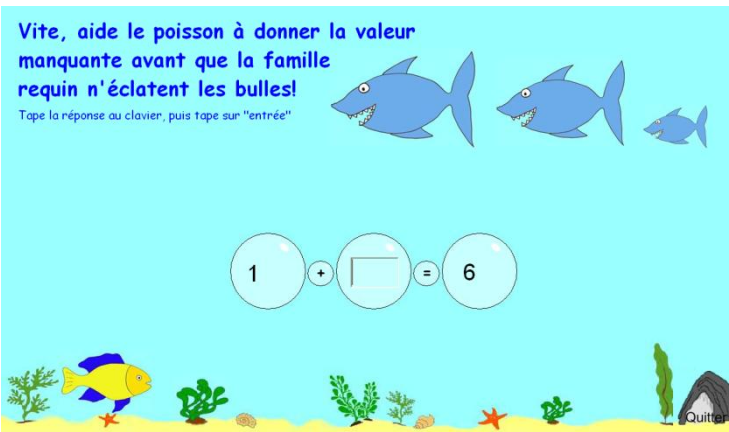 Vite, aide le poisson à donner la valeur
manquante avant que la famille
requin n'éclatent les bulles!
Tape la réponse au clavier, puis tape sur "entrée"
1 + = 6
Quitter